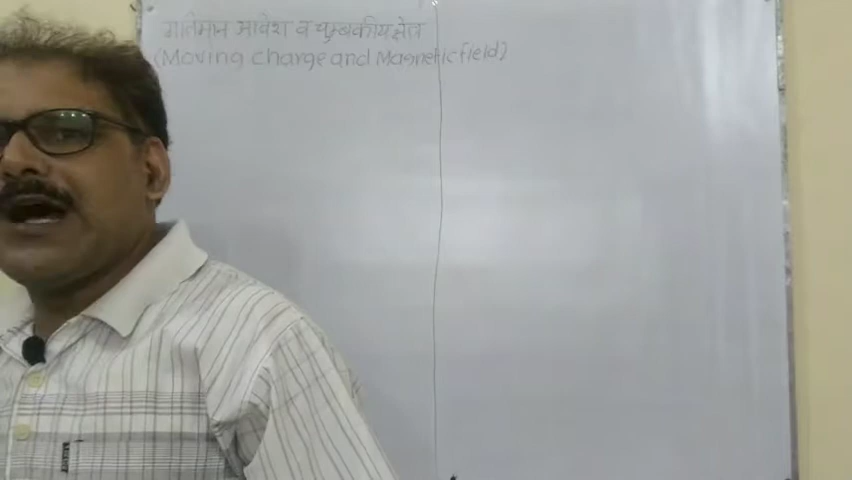 गतिमान आवेश व चुम्बकीय क्षेत्र
(Moving charge and Magnetic field)